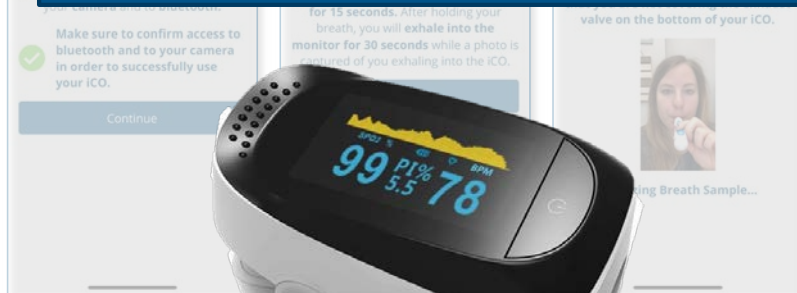 your camera and to bluetooth.
Make sure to confirm access to
bluetooth and to your camera
in order to successfully use
your iCO.
Continue
for 15 seconds. After holding your
breath, you will exhale into the
monitor for 30 seconds while a photo is
captured of you exhaling into the iCO.
valve on the bottom of your iCO.
Breath Sample...
SPO2 %
BPM
99
PI%
5.5
78